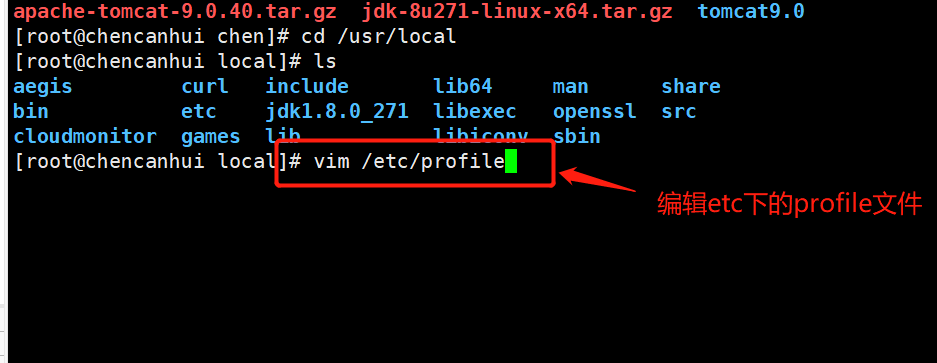 apache-tomcat-9.0.40.tar.gz  jdk-8u271-linux-x64.tar.gz  tomcat9.0
[root@chencanhui chen]# cd /usr/local
[root@chencanhui local]# ls
aegis         curl   include       lib64     man      share
bin           etc    jdk1.8.0_271  libexec   openssl  src
cloudmonitor  games  lib           libiconv  sbin
[root@chencanhui local]# vim /etc/profile
编辑etc下的profile文件